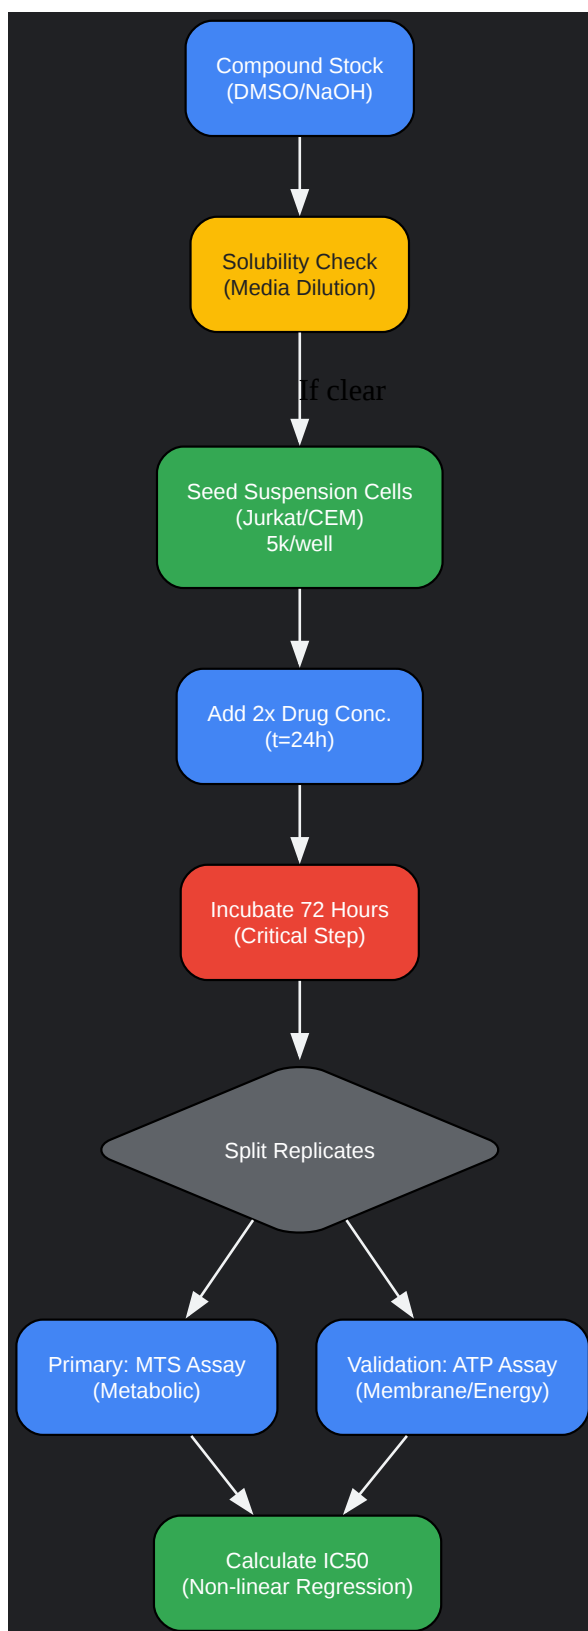 Compound Stock
(DMSO/NaOH)
Solubility Check
(Media Dilution)
If clear
Seed Suspension Cells
(Jurkat/CEM)
5k/well
Add 2x Drug Conc.
(t=24h)
Incubate 72 Hours
(Critical Step)
Split Replicates
Primary: MTS Assay
(Metabolic)
Validation: ATP Assay
(Membrane/Energy)
Calculate IC50
(Non-linear Regression)